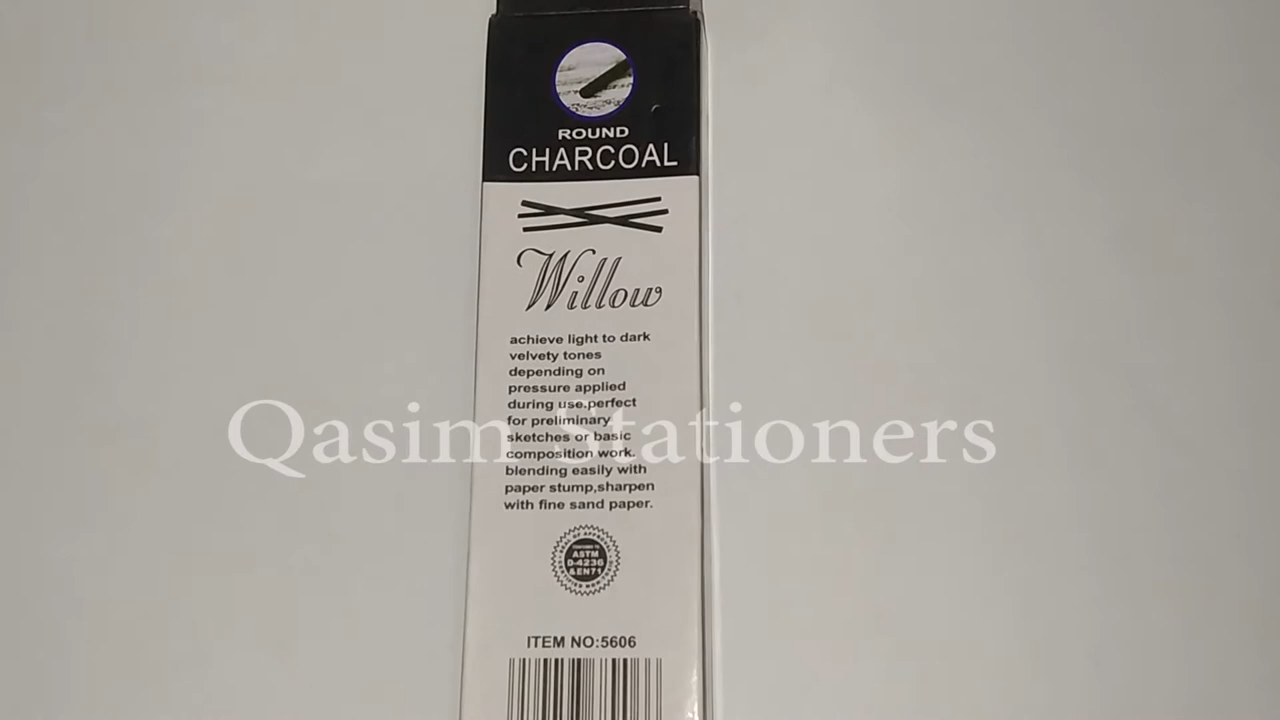 ROUND
CHARCOAL
Willow
achieve light to dark
velvety tones
depending on
pressure applied
during use.perfect
for preliminary
sketches or basic
composition work.
blending easily with
paper stump,sharpen
with fine sand paper.
Qasim Stationers
ASTM
D-4236
&EN71
ITEM NO:5606